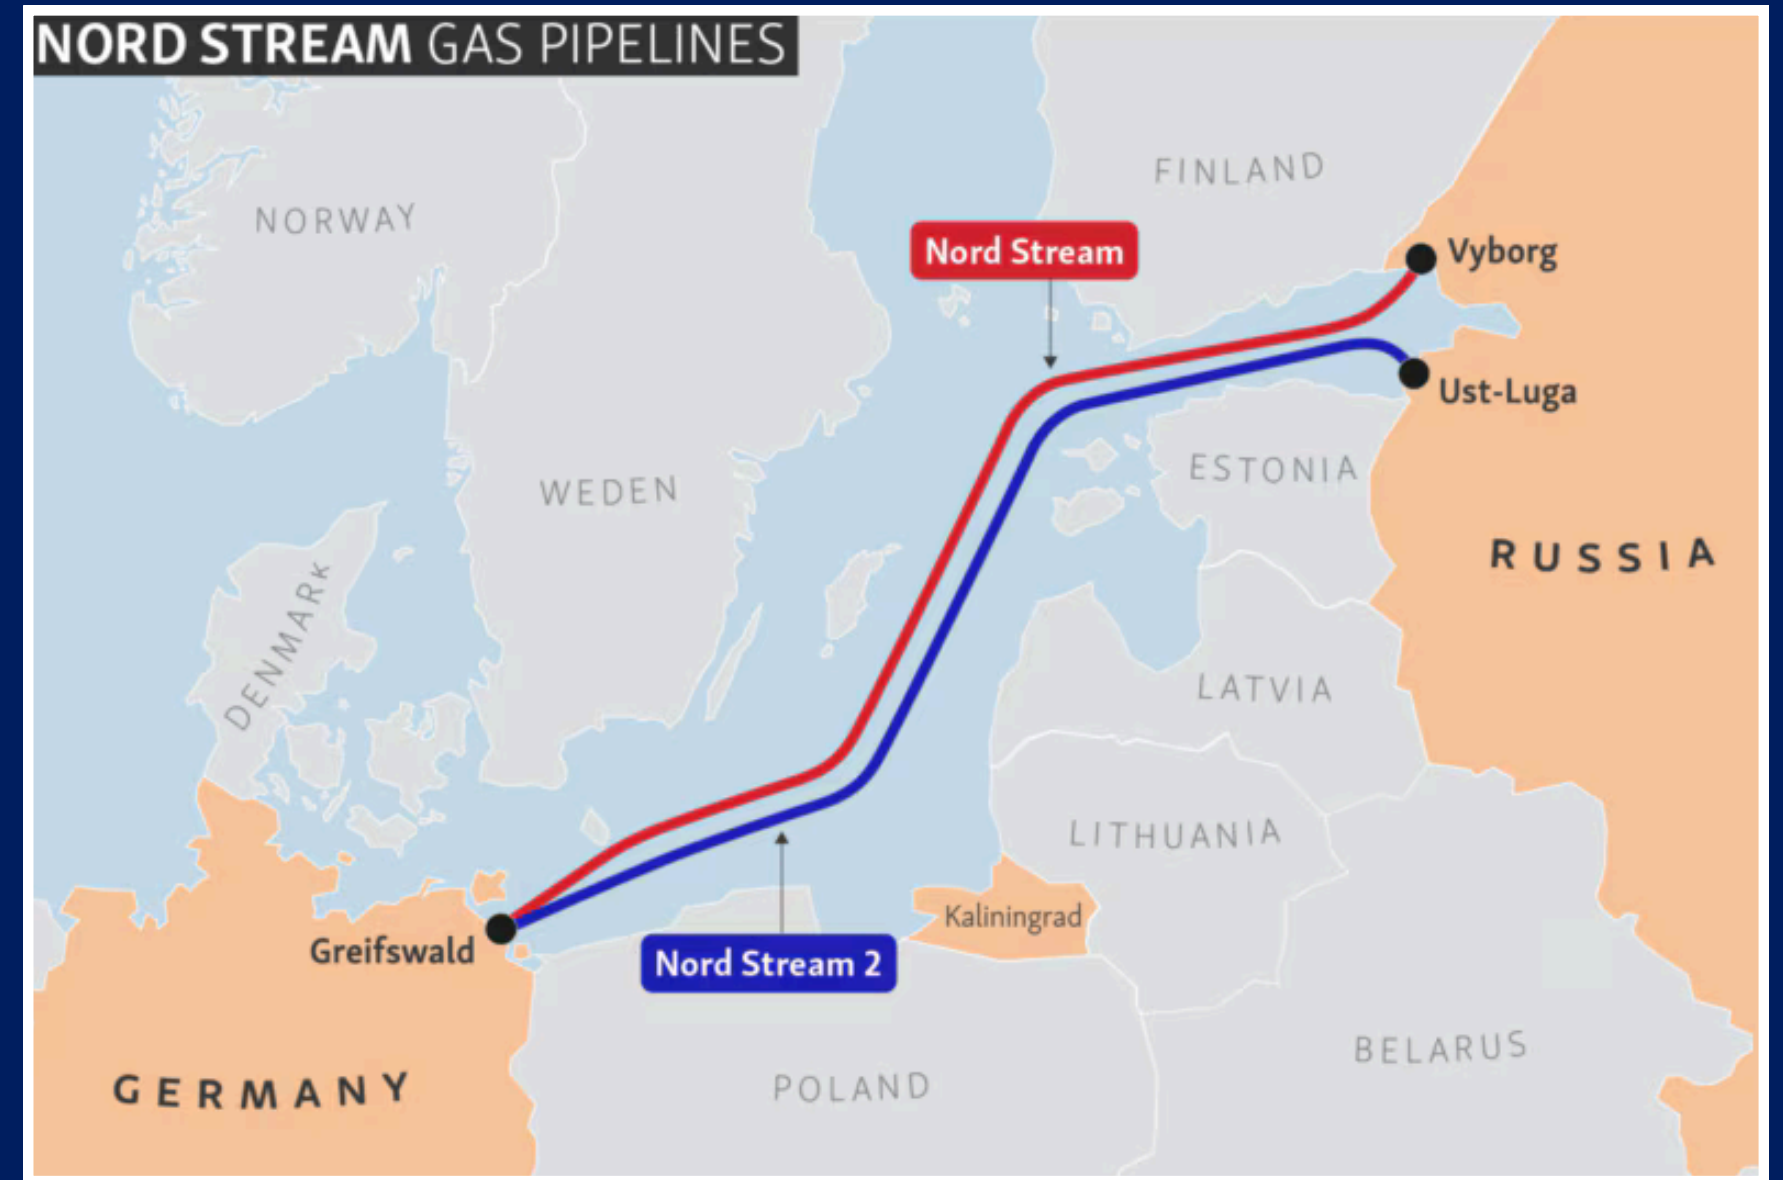 NORD STREAM GAS PIPELINES
FINLAND
NORWAY
Nord Stream
Vyborg
Ust-Luga
WEDEN
ESTONIA
RUSSIA
DENMARK
LATVIA
LITHUANIA
Kaliningrad
Greifswald
Nord Stream 2
BELARUS
GERMANY
POLAND